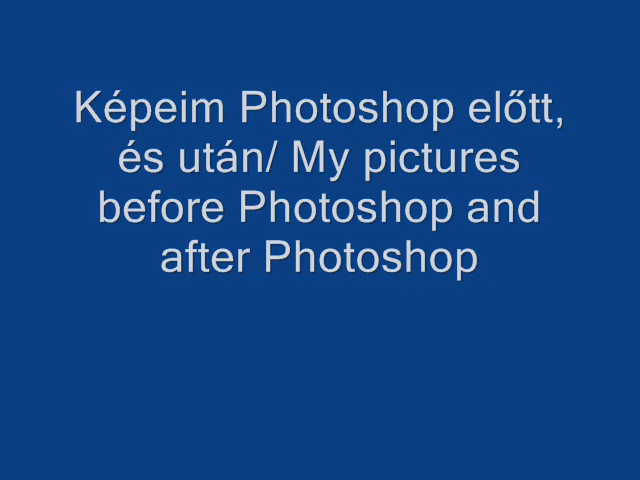 Képeim Photoshop előtt,
és után/ My pictures
before Photoshop and
after Photoshop